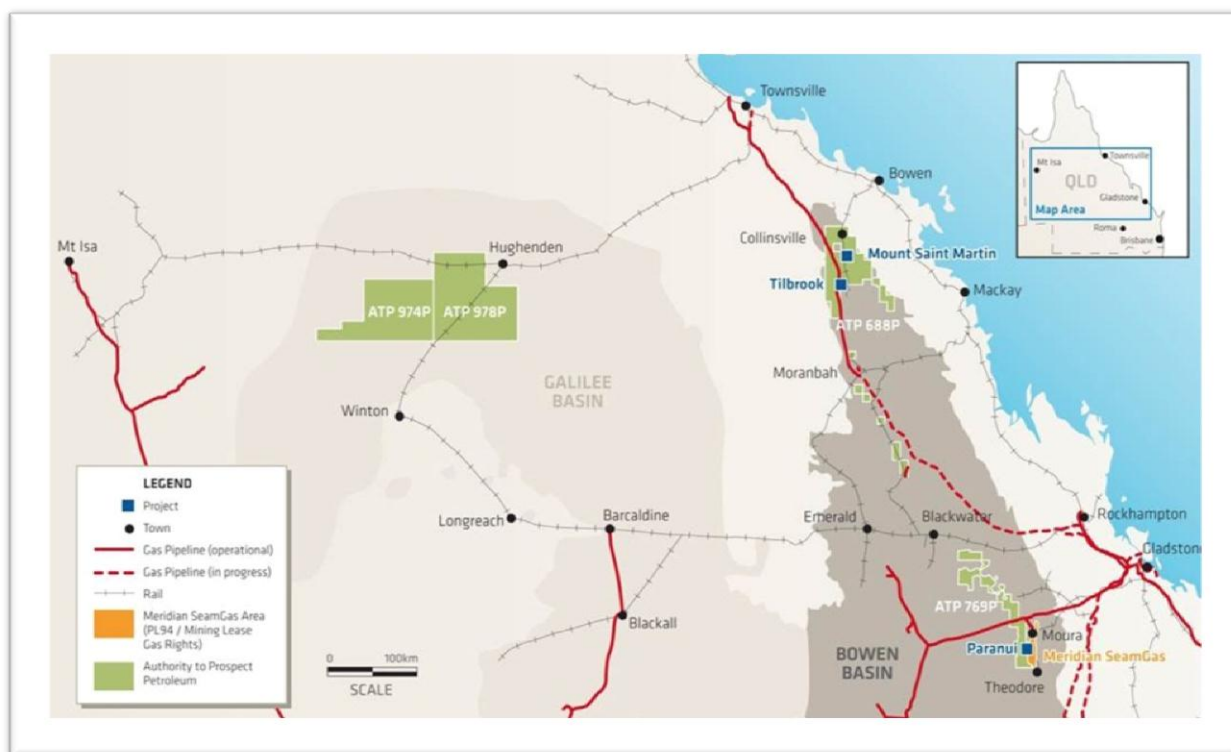 Townsville
Bowen
Collinsville
Mount Saint Martin
Tilbrook
Mackay
ATP 688P
Moranbah
Mt Isa
Hughenden
ATP 974P
ATP 978P
GALILEE
BASIN
Winton
Longreach
Barcaldine
Emerald
Blackwater
Rockhampton
Gladstone
Blackall
ATP 769P
Moura
Paranui
Meridian SeamGas
Theodore
BOWEN
BASIN
0
100km
SCALE
LEGEND
Project
Town
Gas Pipeline (operational)
Gas Pipeline (in progress)
Rail
Meridian SeamGas Area
(PL94 / Mining Lease
Gas Rights)
Authority to Prospect
Petroleum
Townsville
Mt Isa
QLD
Gladstone
Map Area
Roma
Brisbane